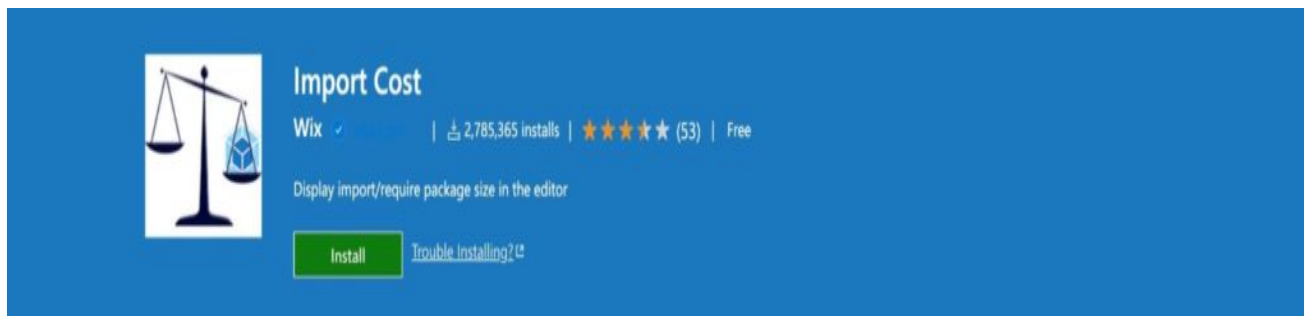 Import Cost
Wix | 2,785,365 installs | (53) | Free
Display import/require package size in the editor
Install Trouble Installing?